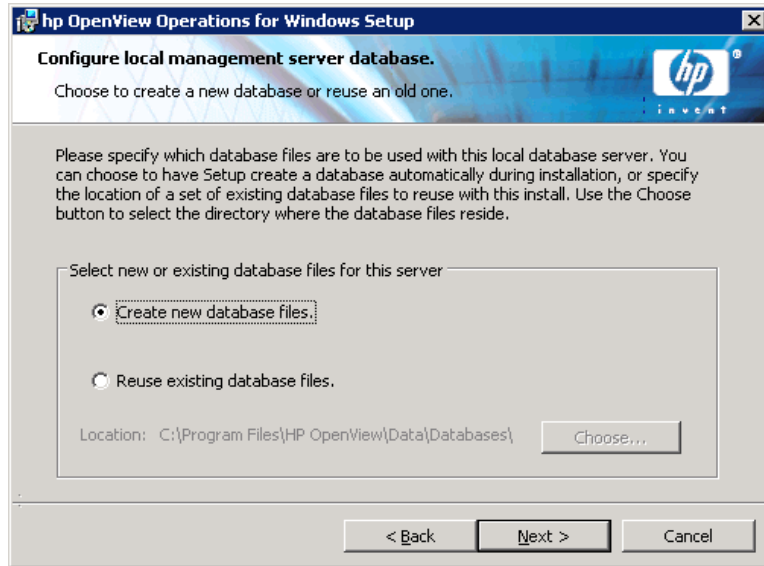 hp OpenView Operations for Windows Setup
Configure local management server database.
Choose to create a new database or reuse an old one.
hp
®
invent
Please specify which database files are to be used with this local database server. You
can choose to have Setup create a database automatically during installation, or specify
the location of a set of existing database files to reuse with this install. Use the Choose
button to select the directory where the database files reside.
Select new or existing database files for this server
Create new database files.
Reuse existing database files.
Location: C:\Program Files\HP OpenView\Data\Databases\
Choose...
< Back
Next >
Cancel